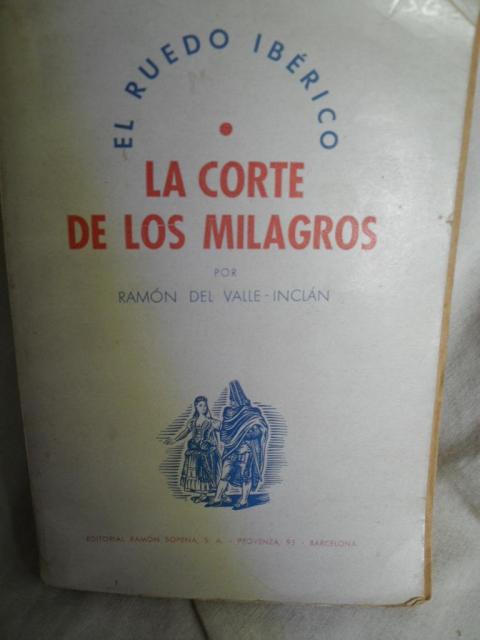 EL RUEDO IBÉRICO
LA CORTE
DE LOS MILAGROS
POR
RAMÓN DEL VALLE-INCLÁN
EDITORIAL RAMÓN SOPENA, S. A. - PROVENZA, 95 - BARCELONA